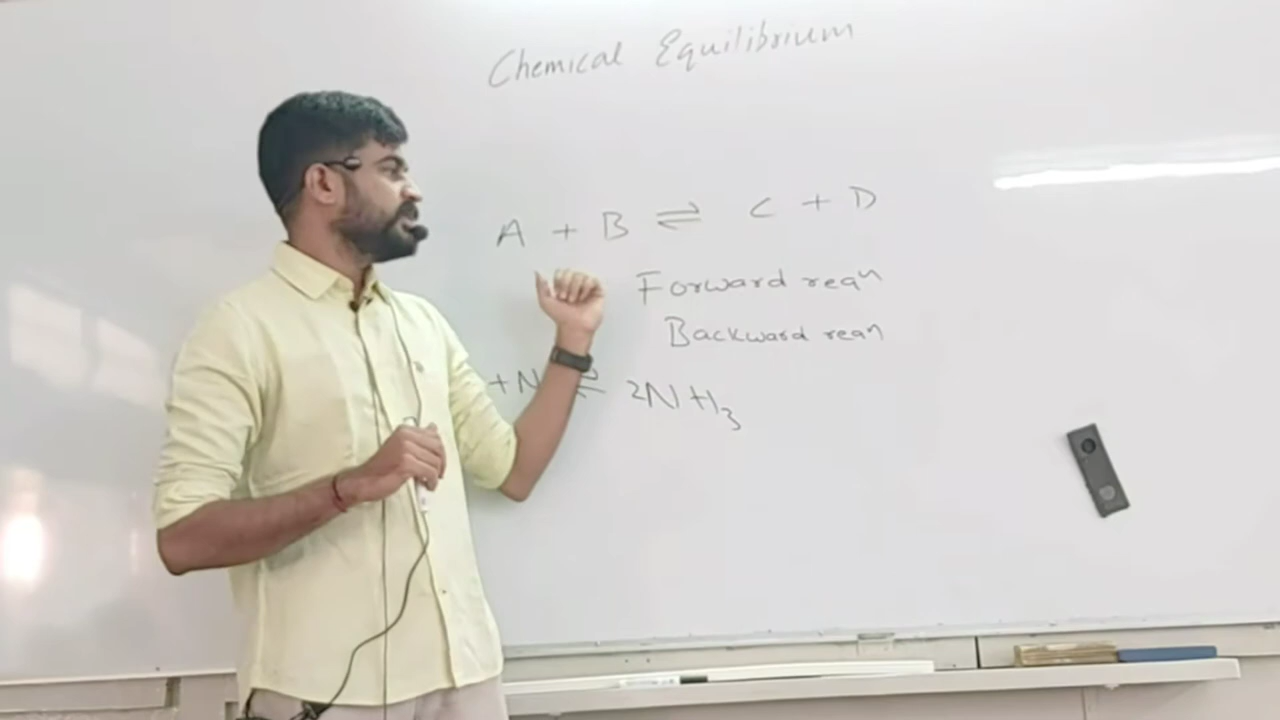 Chemical Equilibrium
A + B ⇌ C + D
Forward reaⁿ
Backward reaⁿ
+N ⇌ 2NH₃